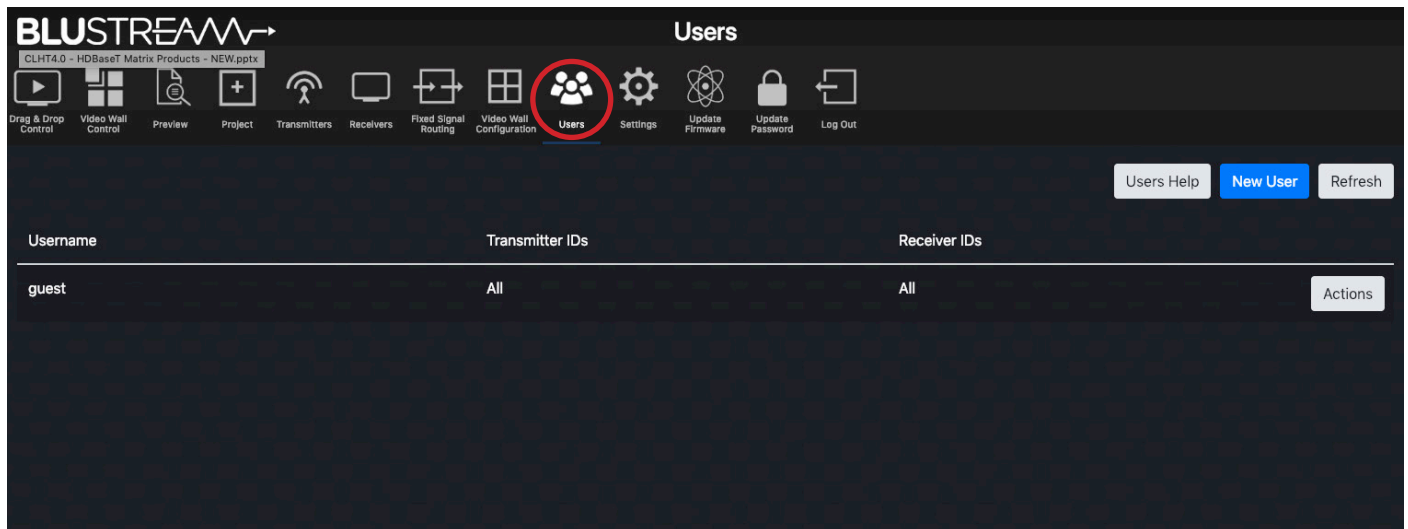 BLUSTREAM
Users
CLHT4.0 - HDBaseT Matrix Products - NEW.pptx
Drag & Drop Control
Video Wall Control
Preview
Project
Transmitters
Receivers
Fixed Signal Routing
Video Wall Configuration
Users
Settings
Update Firmware
Update Password
Log Out
Users Help
New User
Refresh
Username
Transmitter IDs
Receiver IDs
guest
All
All
Actions